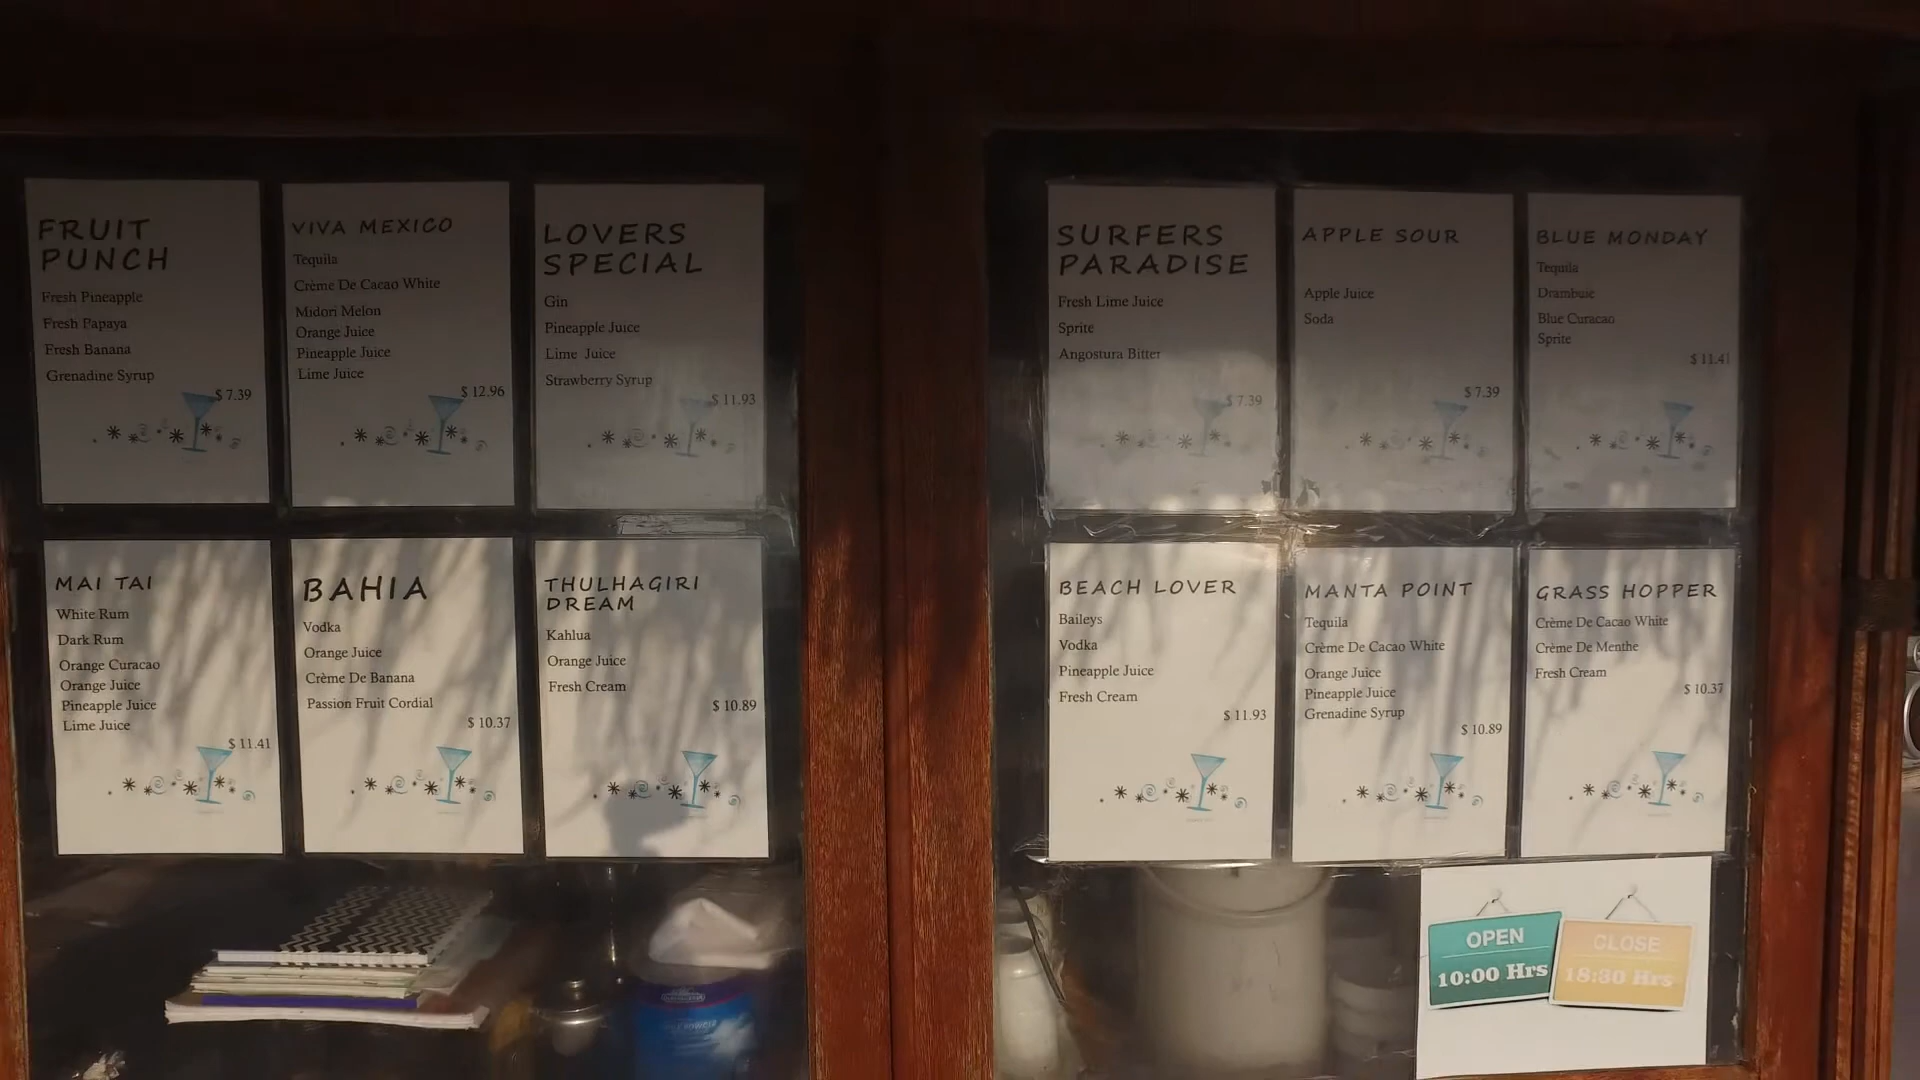 FRUIT
PUNCH
Fresh Pineapple
Fresh Papaya
Fresh Banana
Grenadine Syrup
$ 7.39
VIVA MEXICO
Tequila
Crème De Cacao White
Midori Melon
Orange Juice
Pineapple Juice
Lime Juice
$ 12.96
LOVERS
SPECIAL
Gin
Pineapple Juice
Lime Juice
Strawberry Syrup
$ 11.93
SURFERS
PARADISE
Fresh Lime Juice
Sprite
Angostura Bitter
$ 7.39
APPLE SOUR
Apple Juice
Soda
$ 7.39
BLUE MONDAY
Tequila
Drambuie
Blue Curacao
Sprite
$ 11.41
MAI TAI
White Rum
Dark Rum
Orange Curacao
Orange Juice
Pineapple Juice
Lime Juice
$ 11.41
BAHIA
Vodka
Orange Juice
Crème De Banana
Passion Fruit Cordial
$ 10.37
THULHAGIRI
DREAM
Kahlua
Orange Juice
Fresh Cream
$ 10.89
BEACH LOVER
Baileys
Vodka
Pineapple Juice
Fresh Cream
$ 11.93
MANTA POINT
Tequila
Crème De Cacao White
Orange Juice
Pineapple Juice
Grenadine Syrup
$ 10.89
GRASS HOPPER
Crème De Cacao White
Crème De Menthe
Fresh Cream
$ 10.37
OPEN
10:00 Hrs
CLOSE
18:30 Hrs